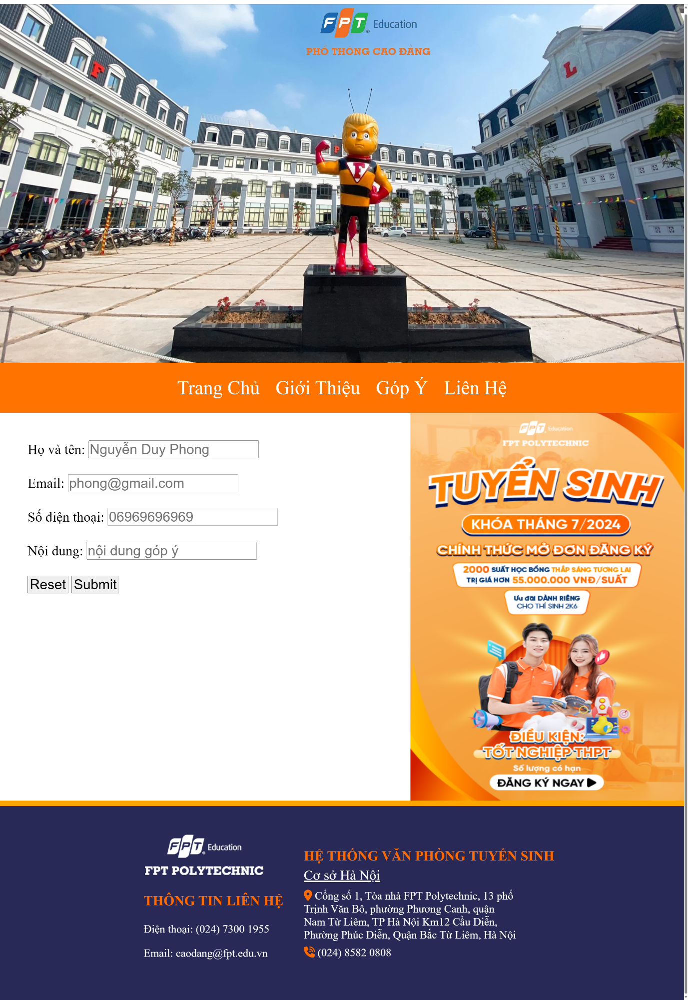 FPT Education
PHỔ THÔNG CAO ĐẲNG
F
L
P
F
Trang Chủ Giới Thiệu Góp Ý Liên Hệ
Họ và tên: Nguyễn Duy Phong
Email: phong@gmail.com
Số điện thoại: 06969696969
Nội dung: nội dung góp ý
Reset Submit
FPT Education
FPT POLYTECHNIC
TUYỂN SINH
KHÓA THÁNG 7/2024
CHÍNH THỨC MỞ ĐƠN ĐĂNG KÝ
2000 SUẤT HỌC BỔNG THẮP SÁNG TƯƠNG LAI
TRỊ GIÁ HƠN 55.000.000 VNĐ/SUẤT
Ưu đãi DÀNH RIÊNG
CHO THÍ SINH 2K6
ĐIỀU KIỆN:
TỐT NGHIỆP THPT
Số lượng có hạn
ĐĂNG KÝ NGAY
FPT Education
FPT POLYTECHNIC
THÔNG TIN LIÊN HỆ
Điện thoại: (024) 7300 1955
Email: caodang@fpt.edu.vn
HỆ THỐNG VĂN PHÒNG TUYỂN SINH
Cơ sở Hà Nội
Cổng số 1, Tòa nhà FPT Polytechnic, 13 phố
Trịnh Văn Bô, phường Phương Canh, quận
Nam Từ Liêm, TP Hà Nội Km12 Cầu Diễn,
Phường Phúc Diễn, Quận Bắc Từ Liêm, Hà Nội
(024) 8582 0808